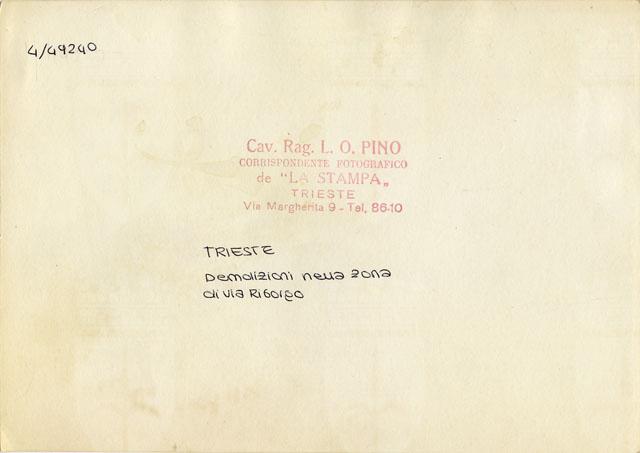 4/49240
Cav. Rag. L. O. PINO
CORRISPONDENTE FOTOGRAFICO
de "LA STAMPA„
TRIESTE
Via Margherita 9 - Tel. 86-10
TRIESTE
Demolizioni nella zona
di via Riborgo